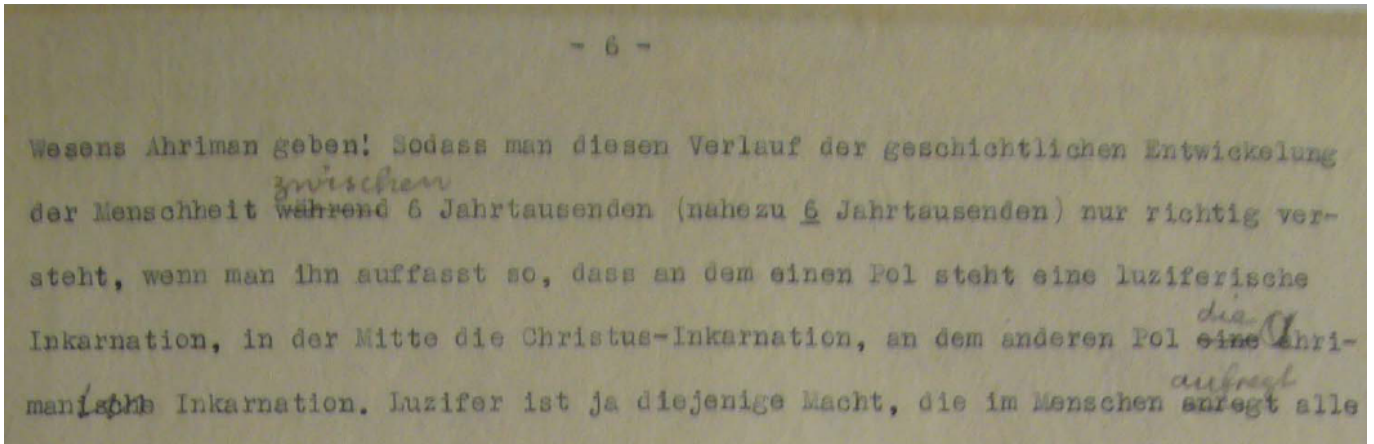 - 6 -
Wesens Ahriman geben! Sodass man diesen Verlauf der geschichtlichen Entwickelung
zwischen
der Menschheit während 6 Jahrtausenden (nahezu 6 Jahrtausenden) nur richtig ver-
steht, wenn man ihn auffasst so, dass an dem einen Pol steht eine luziferische
die
Inkarnation, in der Mitte die Christus-Inkarnation, an dem anderen Pol eine Ahri-
aufregt
manische Inkarnation. Luzifer ist ja diejenige Macht, die im Menschen anregt alle